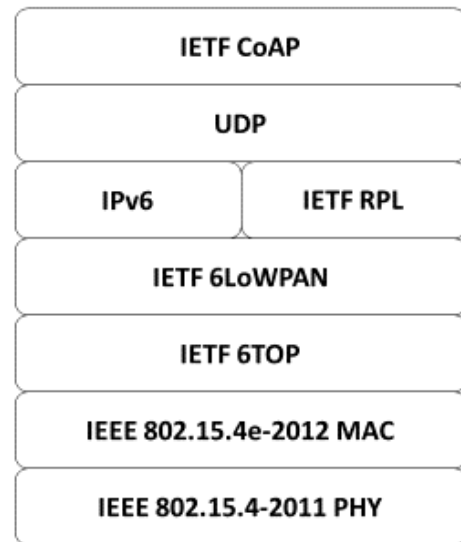 IETF CoAP
UDP
IPv6
IETF RPL
IETF 6LoWPAN
IETF 6TOP
IEEE 802.15.4e-2012 MAC
IEEE 802.15.4-2011 PHY